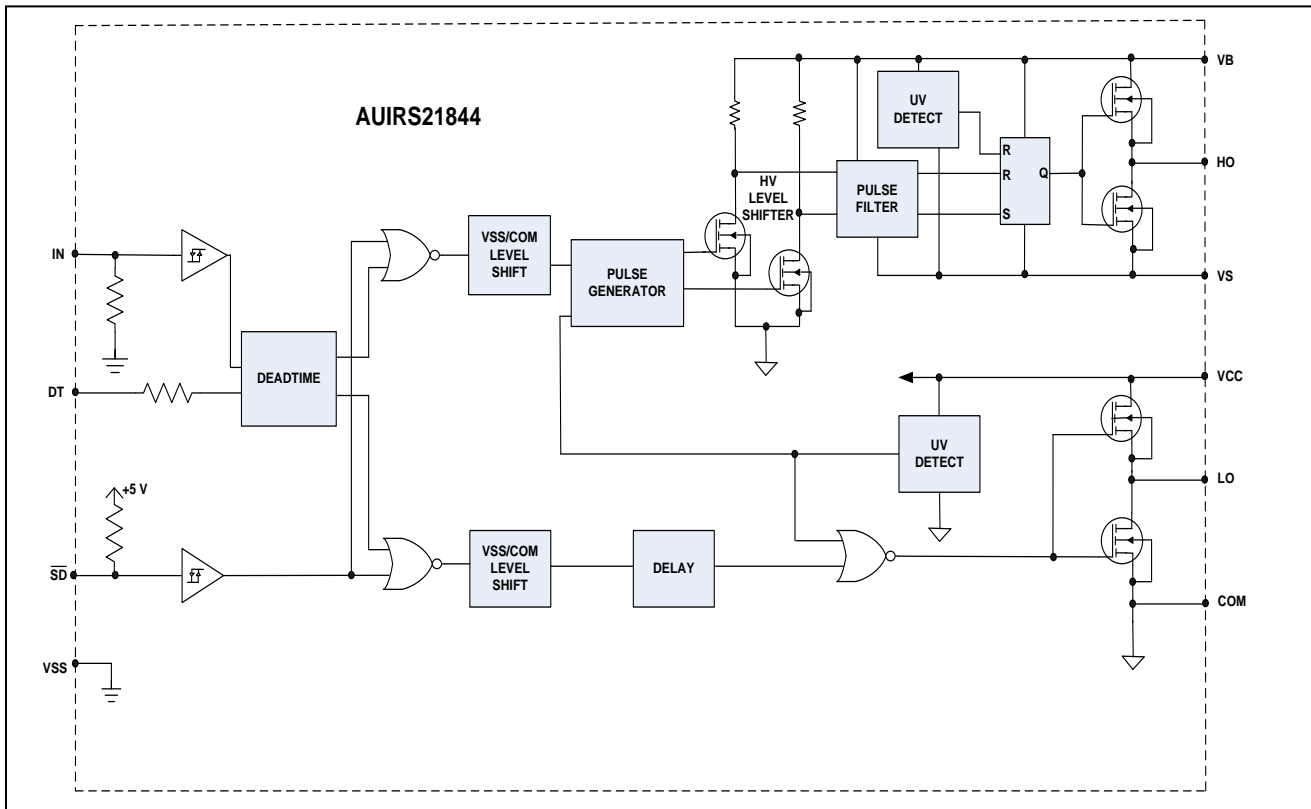 AUIRS21844
VB
UV
DETECT
R
R
Q
S
HO
HV
LEVEL
SHIFTER
PULSE
FILTER
IN
VSS/COM
LEVEL
SHIFT
PULSE
GENERATOR
VS
DEADTIME
DT
VCC
UV
DETECT
LO
+5 V
SD
VSS/COM
LEVEL
SHIFT
DELAY
COM
VSS